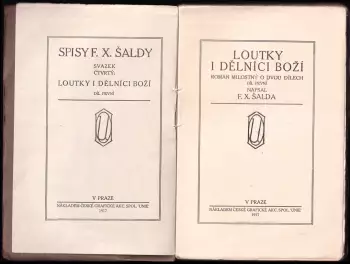 SPISY F. X. ŠALDY
SVAZEK
ČTVRTÝ:
LOUTKY I DĚLNÍCI BOŽÍ
DÍL PRVNÍ
V PRAZE
NÁKLADEM ČESKÉ GRAFICKÉ AKC. SPOL. 'UNIE'
1917
LOUTKY
I DĚLNÍCI BOŽÍ
ROMÁN MILOSTNÝ O DVOU DÍLECH
DÍL PRVNÍ
NAPSAL
F. X. ŠALDA
V PRAZE
NÁKLADEM ČESKÉ GRAFICKÉ AKC. SPOL. 'UNIE'
1917